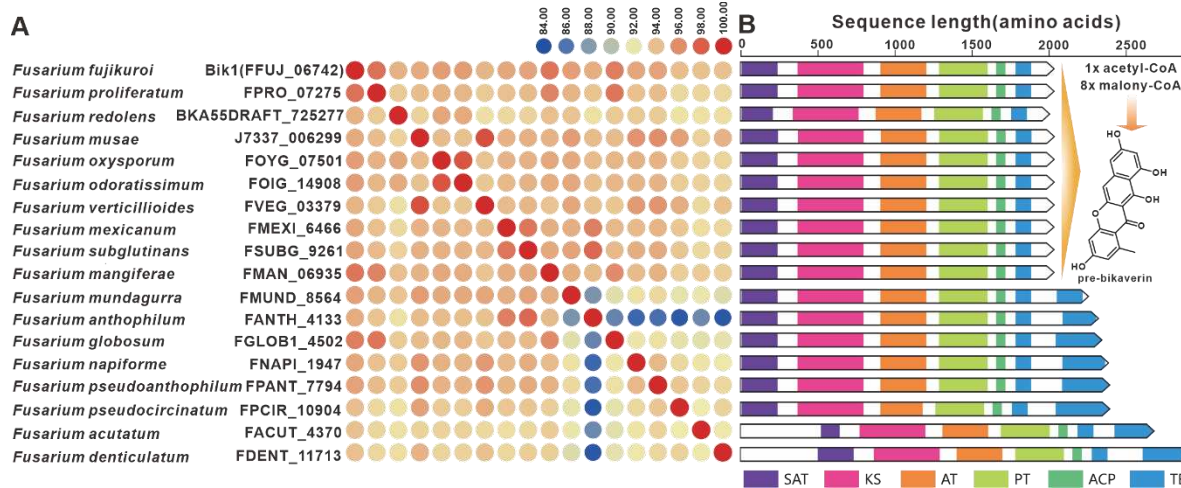 A
84.00 86.00 88.00 90.00 92.00 94.00 96.00 98.00 100.00
B
Sequence length(amino acids)
0 500 1000 1500 2000 2500
Fusarium fujikuroi Bik1(FFUJ_06742)
Fusarium proliferatum FPRO_07275
Fusarium redolens BKA55DRAFT_725277
Fusarium musae J7337_006299
Fusarium oxysporum FOYG_07501
Fusarium odoratissimum FOIG_14908
Fusarium verticillioides FVEG_03379
Fusarium mexicanum FMEXI_6466
Fusarium subglutinans FSUBG_9261
Fusarium mangiferae FMAN_06935
Fusarium mundagurra FMUND_8564
Fusarium anthophilum FANTH_4133
Fusarium globosum FGLOB1_4502
Fusarium napiforme FNAPI_1947
Fusarium pseudoanthophilum FPANT_7794
Fusarium pseudocircinatum FPCIR_10904
Fusarium acutatum FACUT_4370
Fusarium denticulatum FDENT_11713
1x acetyl-CoA
8x malony-CoA
HO
OH
OH
O
O
HO
pre-bikaverin
SAT KS AT PT ACP TE